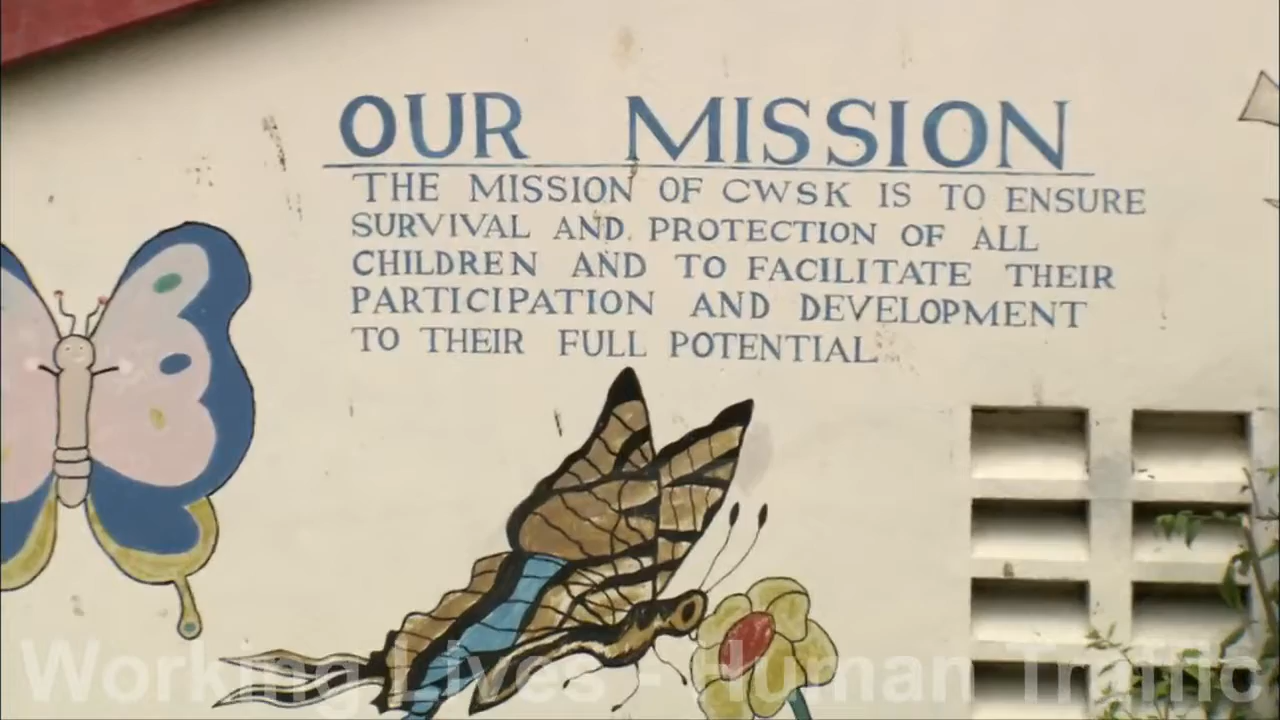 OUR MISSION
THE MISSION OF CWSK IS TO ENSURE
SURVIVAL AND. PROTECTION OF ALL
CHILDREN AND TO FACILITATE THEIR
PARTICIPATION AND DEVELOPMENT
TO THEIR FULL POTENTIAL
Working Lives - Human Traffic